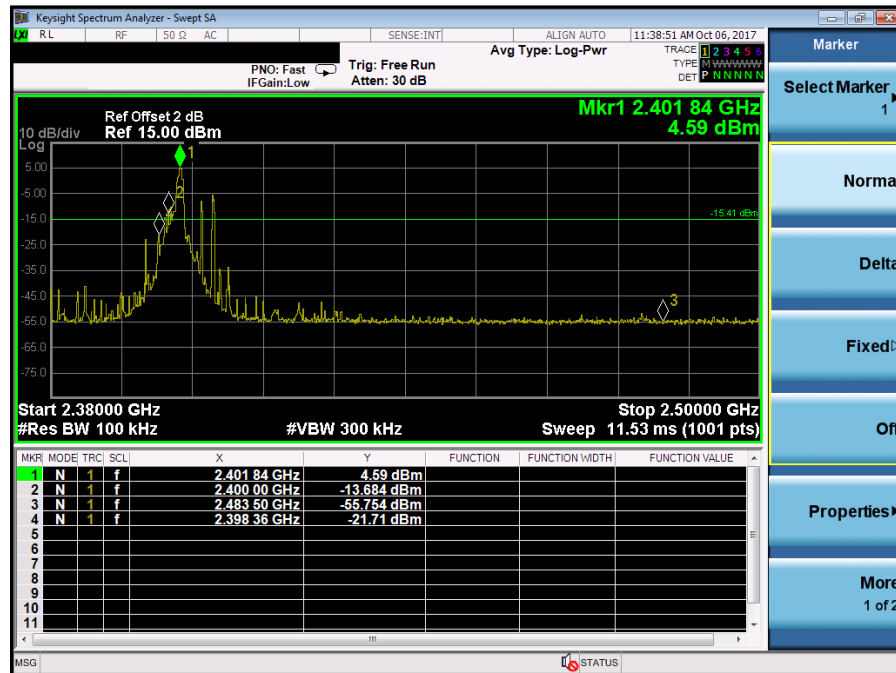 Keysight Spectrum Analyzer - Swept SA
LXI RL RF 50 Ω AC SENSE:INT ALIGN AUTO 11:38:51 AM Oct 06, 2017
Avg Type: Log-Pwr TRACE 1 2 3 4 5 6
PNO: Fast Trig: Free Run TYPE M WWWWW
IFGain:Low Atten: 30 dB DET P N N N N N
Mkr1 2.401 84 GHz
4.59 dBm
Ref Offset 2 dB
10 dB/div Ref 15.00 dBm
Log
1
5.00
-5.00
2
-15.0
-15.41 dBm
-25.0
-35.0
-45.0
3
-55.0
-65.0
-75.0
Start 2.38000 GHz Stop 2.50000 GHz
#Res BW 100 kHz #VBW 300 kHz Sweep 11.53 ms (1001 pts)
MKR MODE TRC SCL X Y FUNCTION FUNCTION WIDTH FUNCTION VALUE
1 N 1 f 2.401 84 GHz 4.59 dBm
2 N 1 f 2.400 00 GHz -13.684 dBm
3 N 1 f 2.483 50 GHz -55.754 dBm
4 N 1 f 2.398 36 GHz -21.71 dBm
5
6
7
8
9
10
11
MSG STATUS
Marker
Select Marker
1
Norma
Delta
Fixed
Off
Properties
More
1 of 2